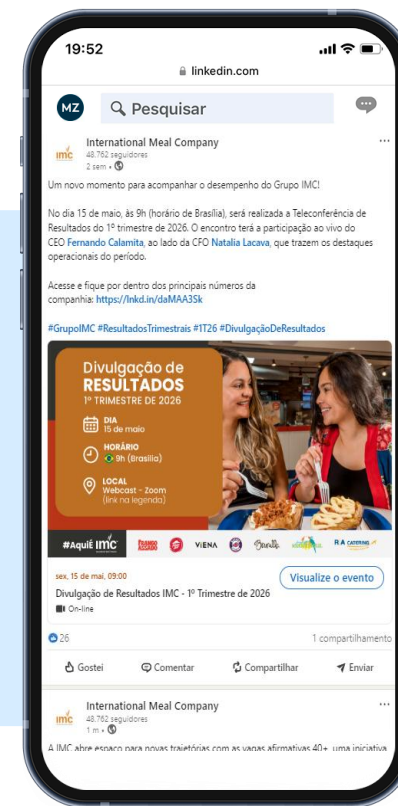 19:52
linkedin.com
MZ
Pesquisar
imc
International Meal Company
48.762 seguidores
2 sem •
Um novo momento para acompanhar o desempenho do Grupo IMC!
No dia 15 de maio, às 9h (horário de Brasília), será realizada a Teleconferência de
Resultados do 1º trimestre de 2026. O encontro terá a participação ao vivo do
CEO Fernando Calamita, ao lado da CFO Natalia Lacava, que trazem os destaques
operacionais do período.
Acesse e fique por dentro dos principais números da
companhia: https://lnkd.in/daMAA3Sk
#GrupoIMC #ResultadosTrimestrais #1T26 #DivulgaçãoDeResultados
Divulgação de
RESULTADOS
1º TRIMESTRE DE 2026
DIA
15 de maio
HORÁRIO
9h (Brasília)
LOCAL
Webcast - Zoom
(link na legenda)
#AquiÉ imc
VIENA
Brunella
RA CATERING
sex, 15 de mai, 09:00
Divulgação de Resultados IMC - 1º Trimestre de 2026
On-line
Visualize o evento
26
1 compartilhamento
Gostei
Comentar
Compartilhar
Enviar
imc
International Meal Company
48.762 seguidores
1 m •
A IMC abre espaço para novas trajetórias com as vagas afirmativas 40+, uma iniciativa